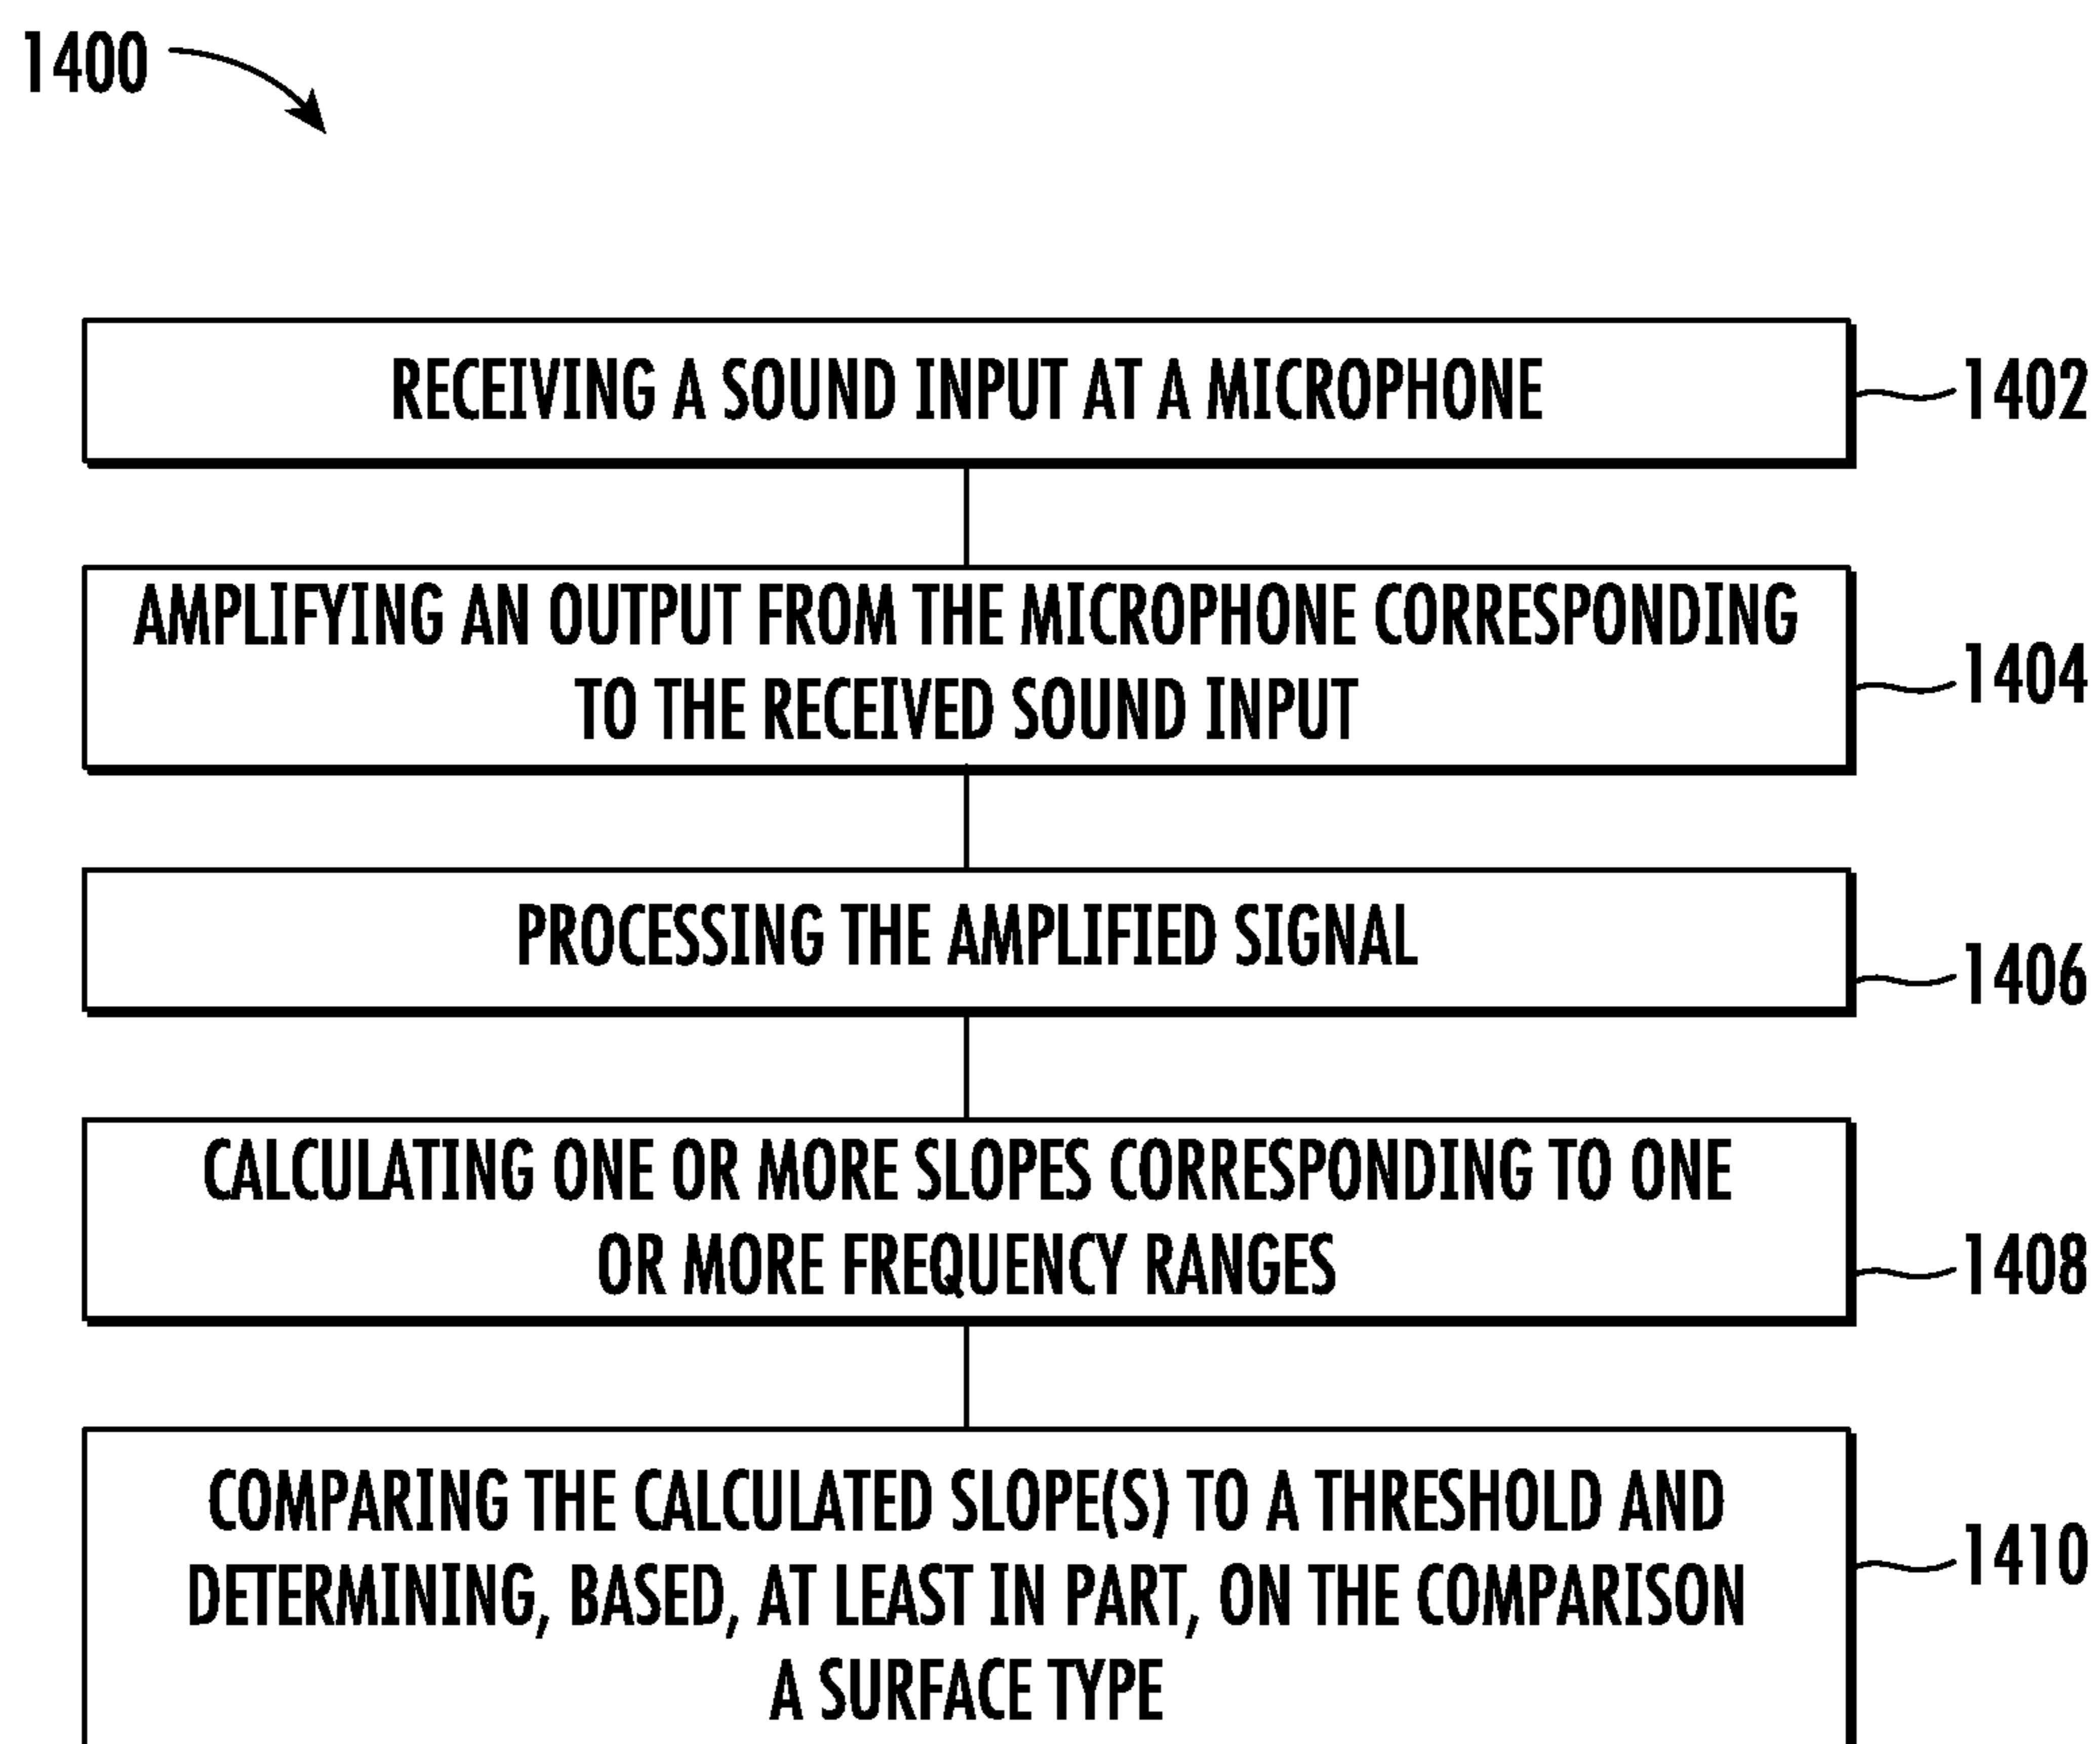 1400
RECEIVING A SOUND INPUT AT A MICROPHONE
1402
AMPLIFYING AN OUTPUT FROM THE MICROPHONE CORRESPONDING
TO THE RECEIVED SOUND INPUT
1404
PROCESSING THE AMPLIFIED SIGNAL
1406
CALCULATING ONE OR MORE SLOPES CORRESPONDING TO ONE
OR MORE FREQUENCY RANGES
1408
COMPARING THE CALCULATED SLOPE(S) TO A THRESHOLD AND
DETERMINING, BASED, AT LEAST IN PART, ON THE COMPARISON
A SURFACE TYPE
1410